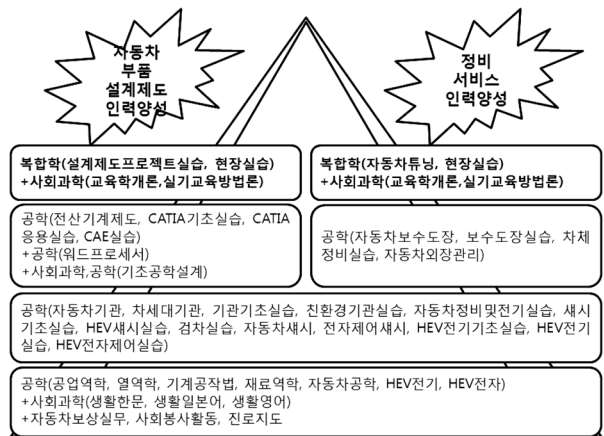 자동차
부품
설계제도
인력양성
정비
서비스
인력양성
복합학(설계제도프로젝트실습, 현장실습)
+사회과학(교육학개론,실기교육방법론)
복합학(자동차튜닝, 현장실습)
+사회과학(교육학개론,실기교육방법론)
공학(전산기계제도, CATIA기초실습, CATIA
응용실습, CAE실습)
+공학(워드프로세서)
+사회과학,공학(기초공학설계)
공학(자동차보수도장, 보수도장실습, 차체
정비실습, 자동차외장관리)
공학(자동차기관, 차세대기관, 기관기초실습, 친환경기관실습, 자동차정비및전기실습, 섀시
기초실습, HEV섀시실습, 검차실습, 자동차섀시, 전자제어섀시, HEV전기기초실습, HEV전기
실습, HEV전자제어실습)
공학(공업역학, 열역학, 기계공작법, 재료역학, 자동차공학, HEV전기, HEV전자)
+사회과학(생활한문, 생활일본어, 생활영어)
+자동차보상실무, 사회봉사활동, 진로지도